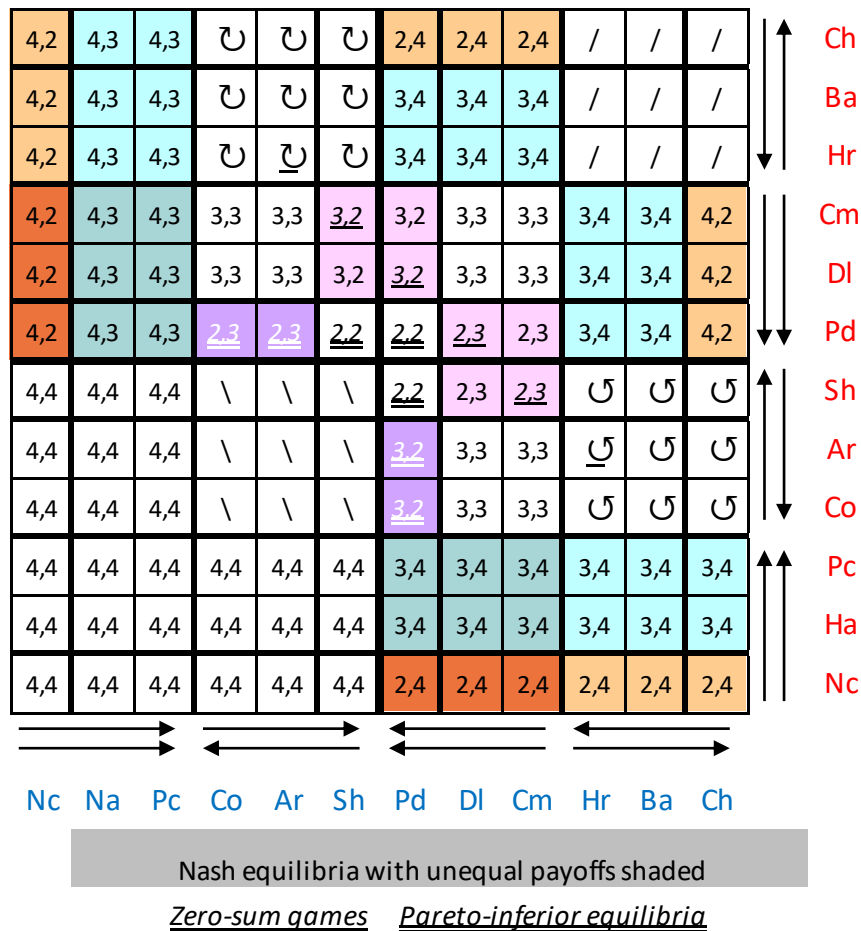 4,2 4,3 4,3 ↻ ↻ ↻ 2,4 2,4 2,4 / / / Ch
4,2 4,3 4,3 ↻ ↻ ↻ 3,4 3,4 3,4 / / / Ba
4,2 4,3 4,3 ↻ ↻ ↻ 3,4 3,4 3,4 / / / Hr
4,2 4,3 4,3 3,3 3,3 3,2 3,2 3,3 3,3 3,4 3,4 4,2 Cm
4,2 4,3 4,3 3,3 3,3 3,2 3,2 3,3 3,3 3,4 3,4 4,2 Dl
4,2 4,3 4,3 2,3 2,3 2,2 2,2 2,3 2,3 3,4 3,4 4,2 Pd
4,4 4,4 4,4 \ \ \ 2,2 2,3 2,3 ↺ ↺ ↺ Sh
4,4 4,4 4,4 \ \ \ 3,2 3,3 3,3 ↺ ↺ ↺ Ar
4,4 4,4 4,4 \ \ \ 3,2 3,3 3,3 ↺ ↺ ↺ Co
4,4 4,4 4,4 4,4 4,4 4,4 3,4 3,4 3,4 3,4 3,4 3,4 Pc
4,4 4,4 4,4 4,4 4,4 4,4 3,4 3,4 3,4 3,4 3,4 3,4 Ha
4,4 4,4 4,4 4,4 4,4 4,4 2,4 2,4 2,4 2,4 2,4 2,4 Nc
Nc Na Pc Co Ar Sh Pd Dl Cm Hr Ba Ch
Nash equilibria with unequal payoffs shaded
Zero-sum games Pareto-inferior equilibria